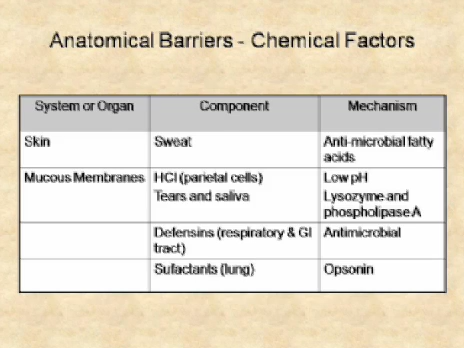 Anatomical Barriers - Chemical Factors
System or Organ Component Mechanism
Skin Sweat Anti-microbial fatty
acids
Mucous Membranes HCl (parietal cells) Low pH
Tears and saliva Lysozyme and
phospholipase A
Defensins (respiratory & GI Antimicrobial
tract)
Sufactants (lung) Opsonin